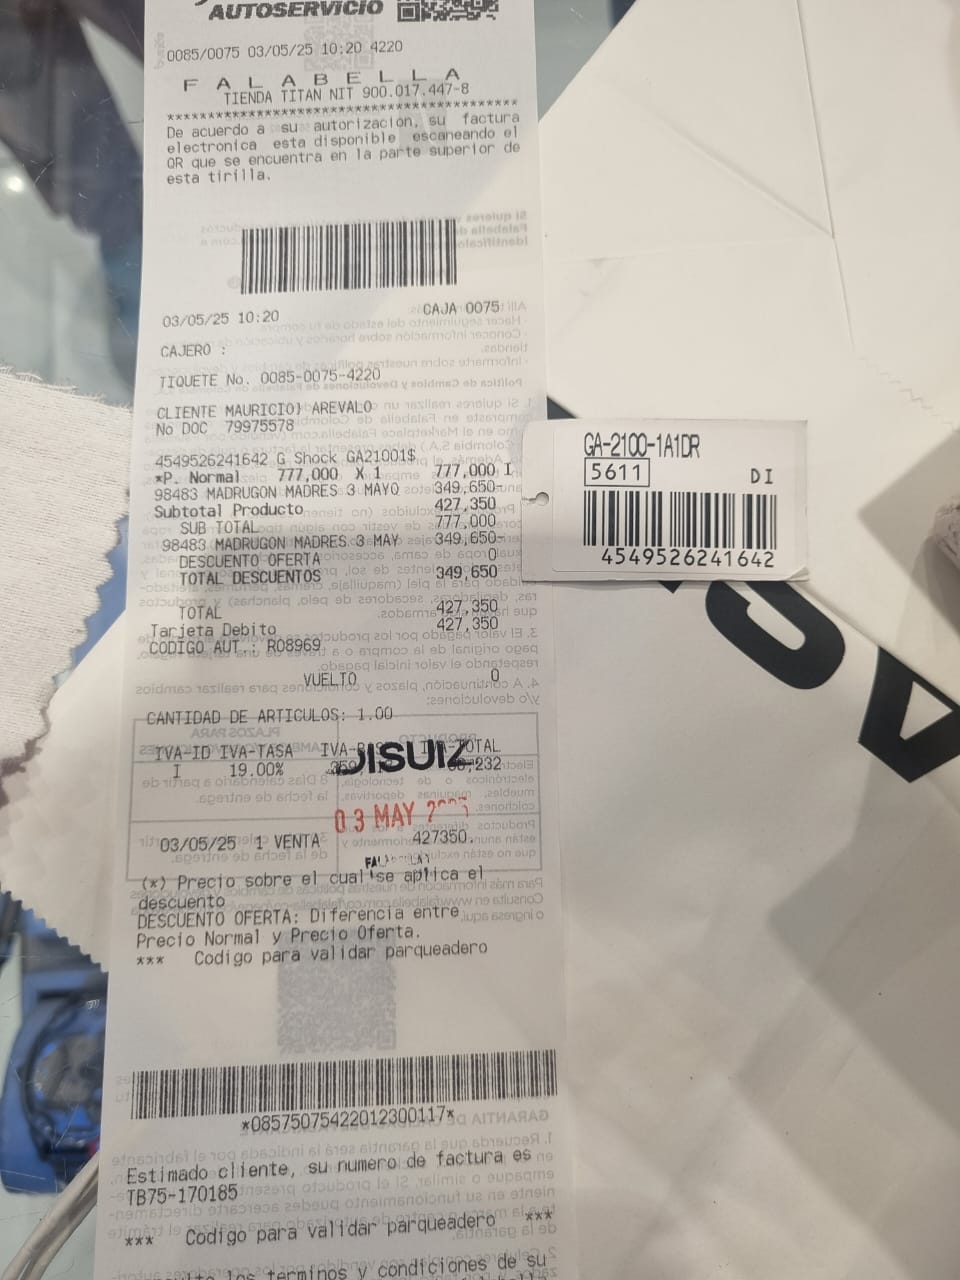 AUTOSERVICIO
0085/0075 03/05/25 10:20 4220
F A L A B E L L A
TIENDA TITAN NIT 900.017.447-8
De acuerdo a su autorización, su factura
electronica esta disponible escaneando el
QR que se encuentra en la parte superior de
esta tirilla.
03/05/25 10:20 CAJA 0075
CAJERO :
TIQUETE No. 0085-0075-4220
CLIENTE MAURICIO) AREVALO
No DOC 79975578
4549526241642 G Shock GA21001$
*P. Normal 777,000 X 1 777,000 I
98483 MADRUGON MADRES 3 MAYO 349,650-
Subtotal Producto 427,350
SUB TOTAL 777,000
98483 MADRUGON MADRES 3 MAY 349,650-
DESCUENTO OFERTA 0
TOTAL DESCUENTOS 349,650
TOTAL 427,350
Tarjeta Debito 427,350
CODIGO AUT.: R08969
VUELTO 0
CANTIDAD DE ARTICULOS: 1.00
IVA-ID IVA-TASA
I 19.00%
DISUIZ
03 MAY
03/05/25 1 VENTA 427350.
(*) Precio sobre el cual se aplica el
descuento
DESCUENTO OFERTA: Diferencia entre
Precio Normal y Precio Oferta.
*** Codigo para validar parqueadero
*08575075422012300117*
Estimado cliente, su numero de factura es
TB75-170185
*** Codigo para validar parqueadero ***
los terminos y condiciones de su
GA-2100-1A1DR
5611 DI
4549526241642